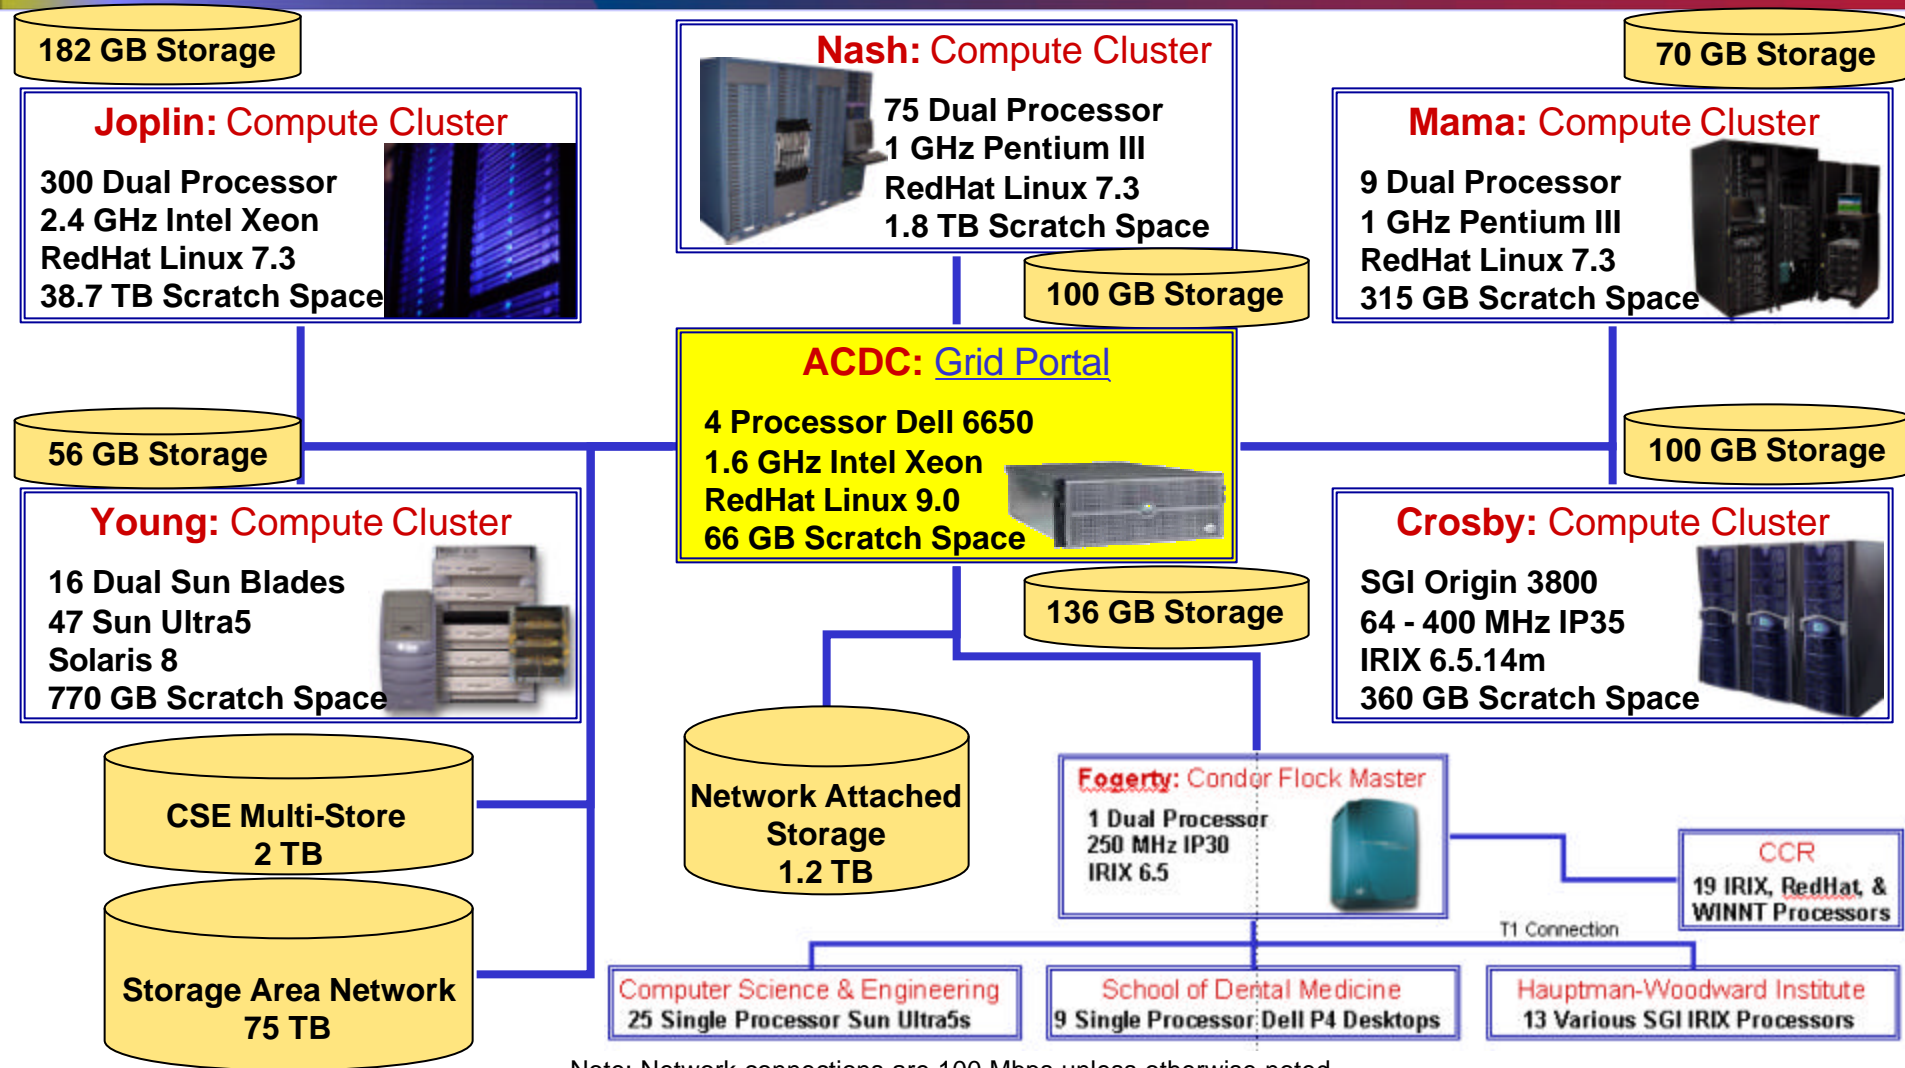 182 GB Storage
Joplin: Compute Cluster
300 Dual Processor
2.4 GHz Intel Xeon
RedHat Linux 7.3
38.7 TB Scratch Space
Nash: Compute Cluster
75 Dual Processor
1 GHz Pentium III
RedHat Linux 7.3
1.8 TB Scratch Space
100 GB Storage
70 GB Storage
Mama: Compute Cluster
9 Dual Processor
1 GHz Pentium III
RedHat Linux 7.3
315 GB Scratch Space
ACDC: Grid Portal
4 Processor Dell 6650
1.6 GHz Intel Xeon
RedHat Linux 9.0
66 GB Scratch Space
136 GB Storage
56 GB Storage
Young: Compute Cluster
16 Dual Sun Blades
47 Sun Ultra5
Solaris 8
770 GB Scratch Space
100 GB Storage
Crosby: Compute Cluster
SGI Origin 3800
64 - 400 MHz IP35
IRIX 6.5.14m
360 GB Scratch Space
CSE Multi-Store
2 TB
Storage Area Network
75 TB
Network Attached
Storage
1.2 TB
Fogerty: Condor Flock Master
1 Dual Processor
250 MHz IP30
IRIX 6.5
CCR
19 IRIX, RedHat, &
WINNT Processors
T1 Connection
Computer Science & Engineering
25 Single Processor Sun Ultra5s
School of Dental Medicine
9 Single Processor Dell P4 Desktops
Hauptman-Woodward Institute
13 Various SGI IRIX Processors
Note: Network connections are 100 Mbps unless otherwise noted